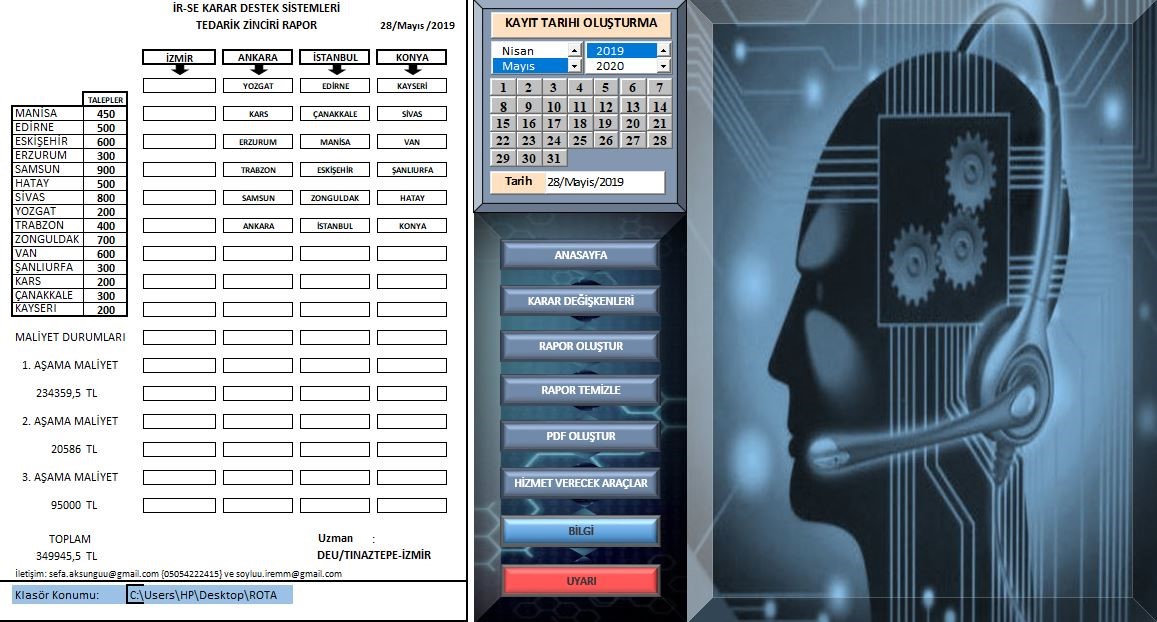 İR-SE KARAR DESTEK SİSTEMLERİ
TEDARİK ZİNCİRİ RAPOR
28/Mayıs /2019
İZMİR ANKARA İSTANBUL KONYA
YOZGAT EDİRNE KAYSERİ
KARS ÇANAKKALE SİVAS
ERZURUM MANİSA VAN
TRABZON ESKİŞEHİR ŞANLIURFA
SAMSUN ZONGULDAK HATAY
ANKARA İSTANBUL KONYA
TALEPLER
MANİSA 450
EDİRNE 500
ESKİŞEHİR 600
ERZURUM 300
SAMSUN 900
HATAY 500
SİVAS 800
YOZGAT 200
TRABZON 400
ZONGULDAK 700
VAN 600
ŞANLIURFA 300
KARS 200
ÇANAKKALE 300
KAYSERİ 200
MALİYET DURUMLARI
1. AŞAMA MALİYET
234359,5 TL
2. AŞAMA MALİYET
20586 TL
3. AŞAMA MALİYET
95000 TL
TOPLAM
349945,5 TL
Uzman :
DEU/TINAZTEPE-İZMİR
İletişim: sefa.aksunguu@gmail.com {05054222415} ve soyluu.iremm@gmail.com
Klasör Konumu: C:\Users\HP\Desktop\ROTA
KAYIT TARIHI OLUŞTURMA
Nisan 2019
Mayıs 2020
1 2 3 4 5 6 7
8 9 10 11 12 13 14
15 16 17 18 19 20 21
22 23 24 25 26 27 28
29 30 31
Tarih 28/Mayis/2019
ANASAYFA
KARAR DEĞİŞKENLERİ
RAPOR OLUŞTUR
RAPOR TEMİZLE
PDF OLUŞTUR
HİZMET VERECEK ARAÇLAR
BİLGİ
UYARI